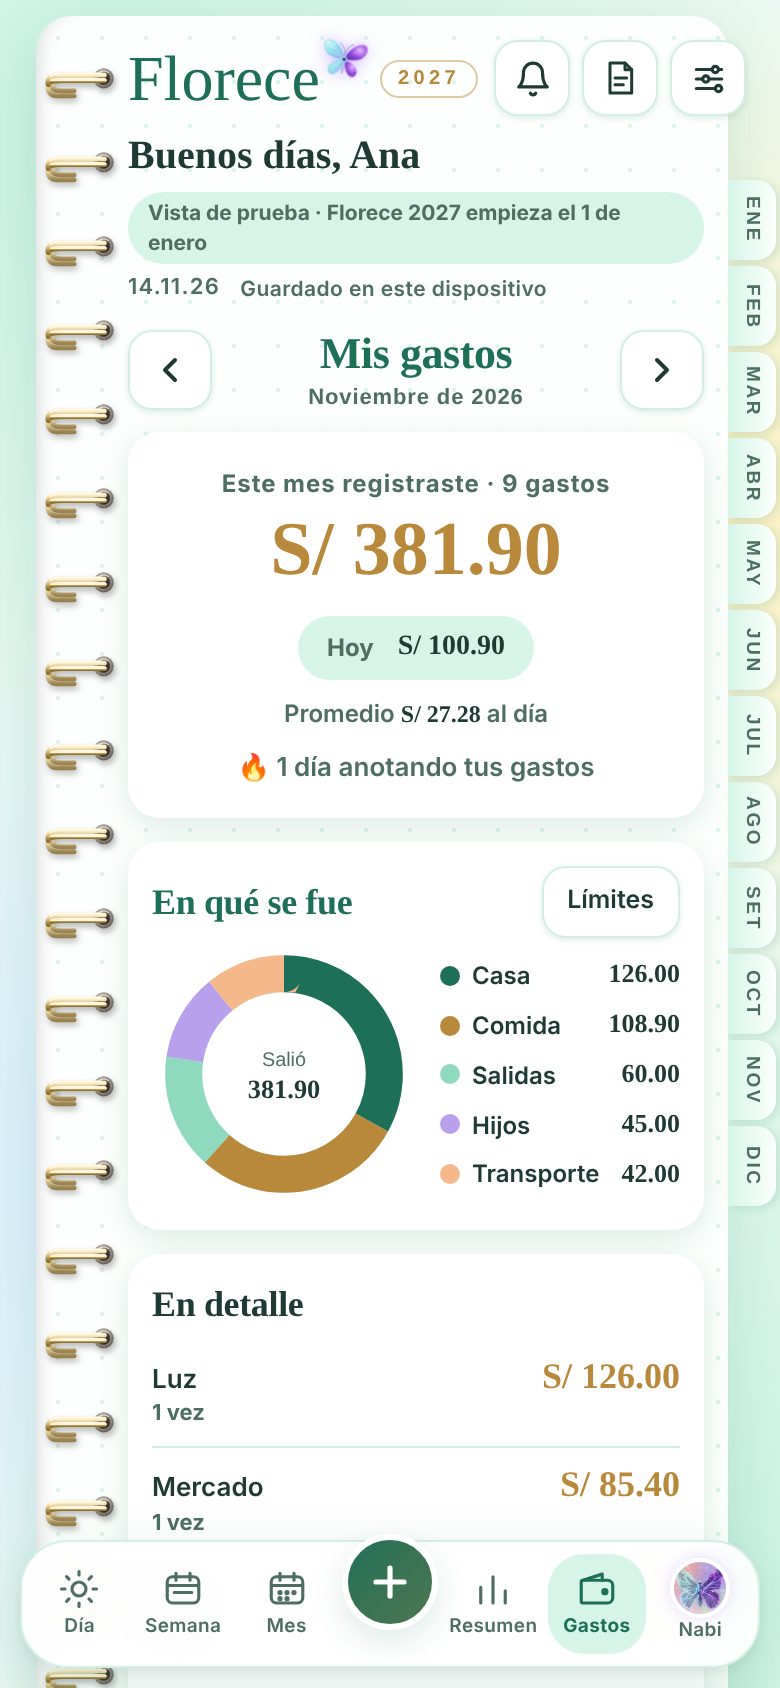 Florece
2027
Buenos días, Ana
Vista de prueba · Florece 2027 empieza el 1 de
enero
14.11.26 Guardado en este dispositivo
Mis gastos
Noviembre de 2026
Este mes registraste · 9 gastos
S/ 381.90
Hoy S/ 100.90
Promedio S/ 27.28 al día
🔥 1 día anotando tus gastos
En qué se fue
Límites
Salió
381.90
Casa 126.00
Comida 108.90
Salidas 60.00
Hijos 45.00
Transporte 42.00
En detalle
Luz S/ 126.00
1 vez
Mercado S/ 85.40
1 vez
Día
Semana
Mes
Resumen
Gastos
Nabi
ENE
FEB
MAR
ABR
MAY
JUN
JUL
AGO
SET
OCT
NOV
DIC